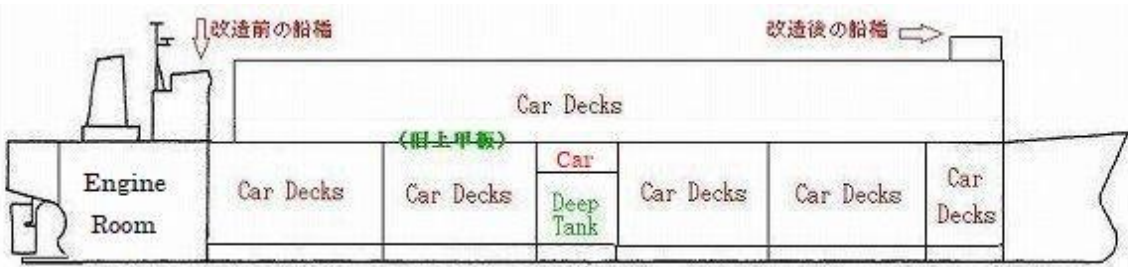 改造前の船橋
改造後の船橋
Car Decks
(旧上甲板)
Engine
Room
Car Decks
Car Decks
Car
Deep
Tank
Car Decks
Car Decks
Car
Decks